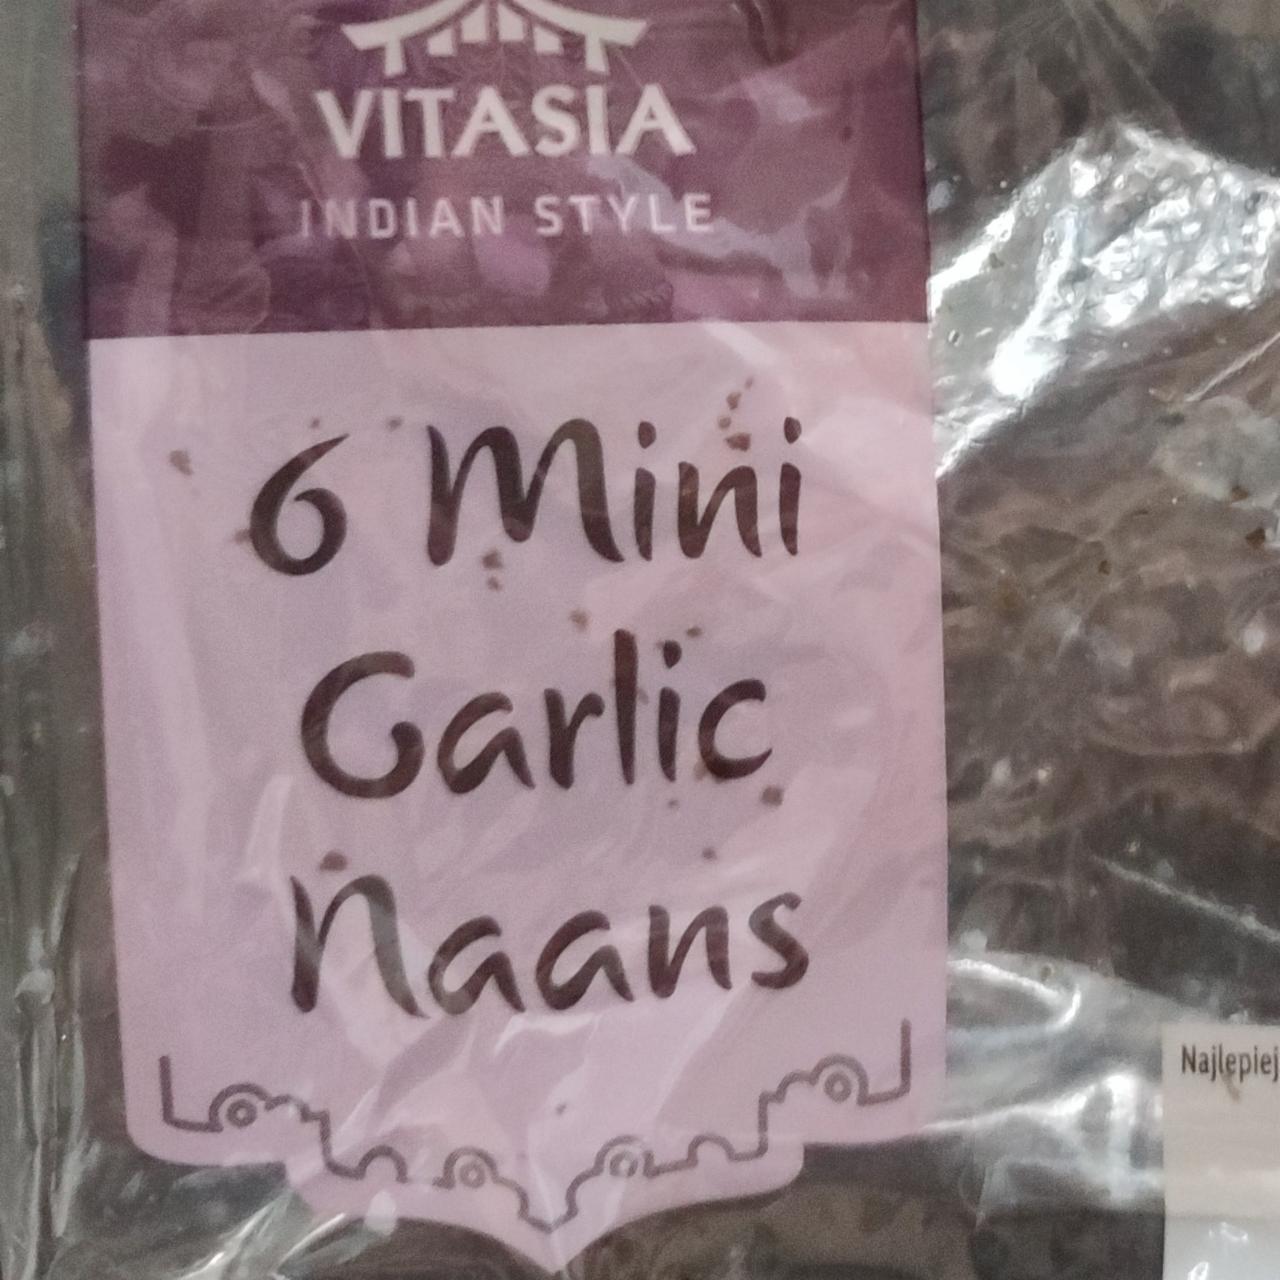 VITASIA
INDIAN STYLE
6 Mini
Garlic
Naans
Najlepiej